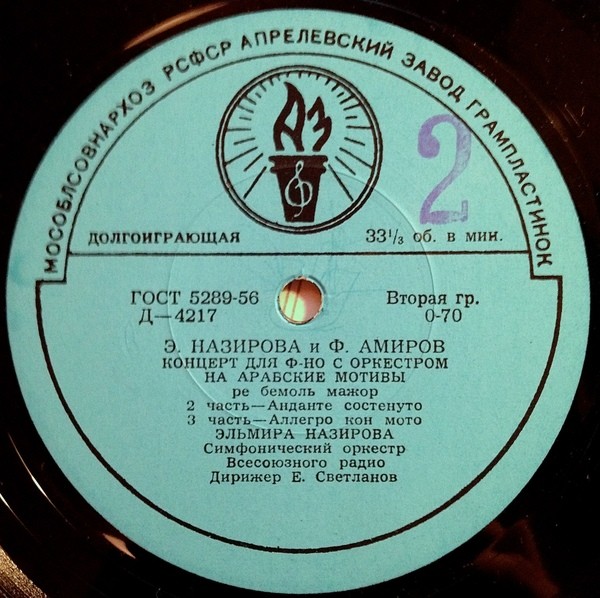 МОСОБЛСОВНАРХОЗ РСФСР АПРЕЛЕВСКИЙ ЗАВОД ГРАМПЛАСТИНОК
АЗ
2
ДОЛГОИГРАЮЩАЯ 33⅓ об. в мин.
ГОСТ 5289-56 Вторая гр.
Д—4217 0-70
Э. НАЗИРОВА и Ф. АМИРОВ
КОНЦЕРТ ДЛЯ Ф-НО С ОРКЕСТРОМ
НА АРАБСКИЕ МОТИВЫ
ре бемоль мажор
2 часть—Анданте состенуто
3 часть—Аллегро кон мото
ЭЛЬМИРА НАЗИРОВА
Симфонический оркестр
Всесоюзного радио
Дирижер Е. Светланов